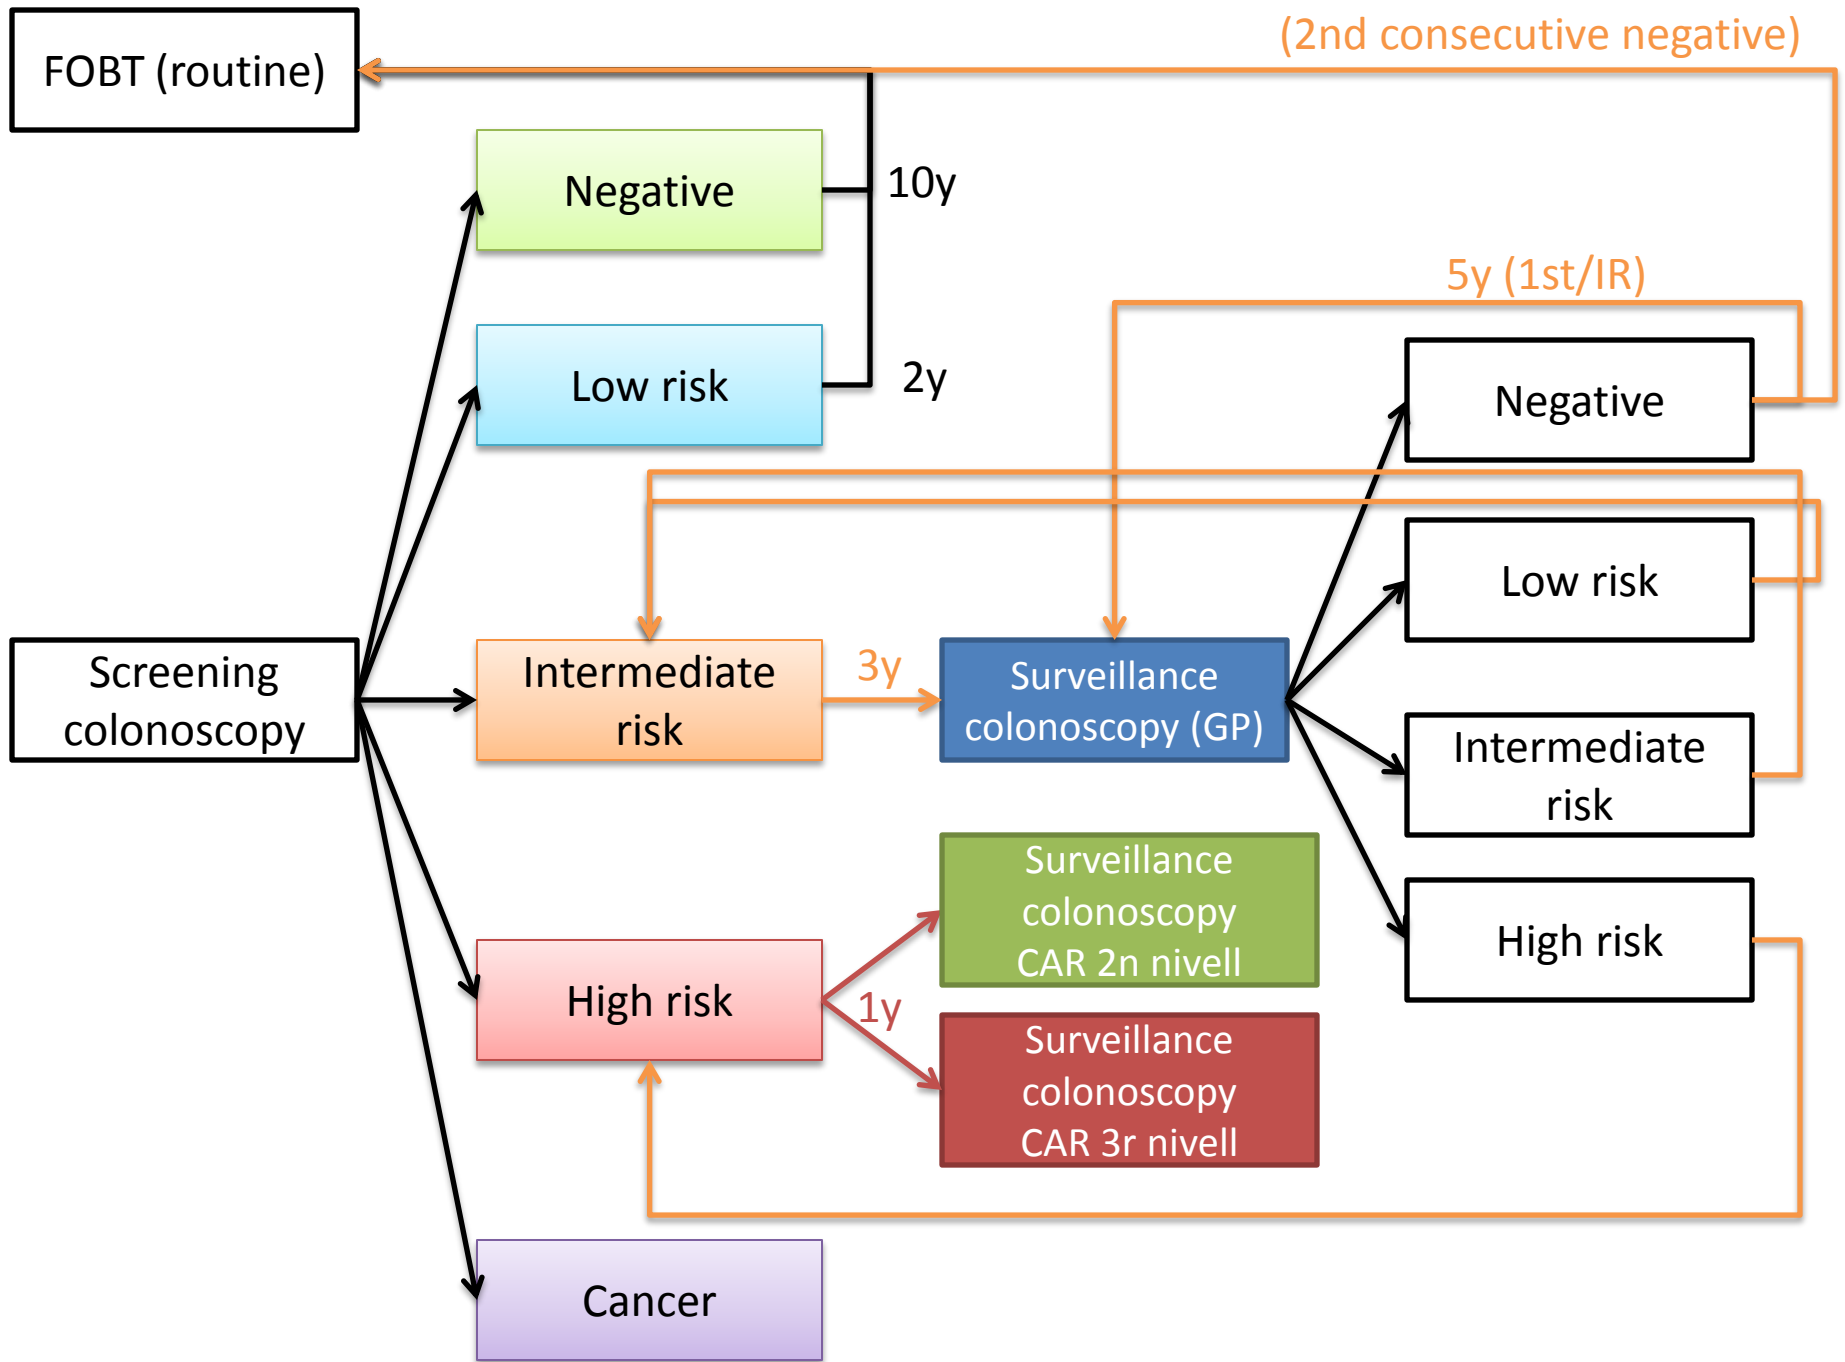 (2nd consecutive negative)
FOBT (routine)
Negative
10y
5y (1st/IR)
Low risk
2y
Negative
Low risk
Screening
colonoscopy
Intermediate
risk
3y
Surveillance
colonoscopy (GP)
Intermediate
risk
Surveillance
colonoscopy
CAR 2n nivell
High risk
High risk
1y
Surveillance
colonoscopy
CAR 3r nivell
Cancer